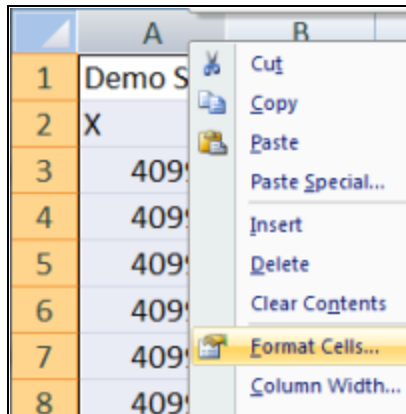 A B
1 Demo S
2 X
3 409
4 409
5 409
6 409
7 409
8 409
Cut
Copy
Paste
Paste Special...
Insert
Delete
Clear Contents
Format Cells...
Column Width...